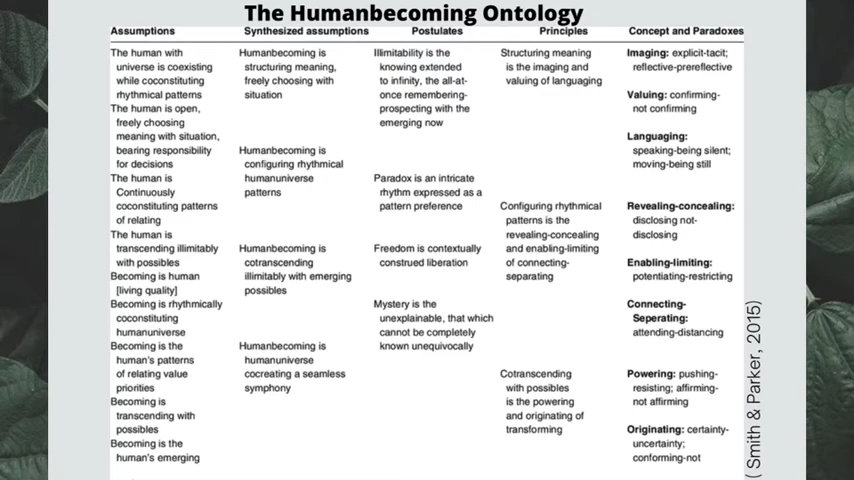 The Humanbecoming Ontology
Assumptions
The human with
universe is coexisting
while coconstituting
rhythmical patterns
The human is open,
freely choosing
meaning with situation,
bearing responsibility
for decisions
The human is
Continuously
coconstituting patterns
of relating
The human is
transcending illimitably
with possibles
Becoming is human
[living quality]
Becoming is rhythmically
coconstituting
humanuniverse
Becoming is the
human's patterns
of relating value
priorities
Becoming is
transcending with
possibles
Becoming is the
human's emerging
Synthesized assumptions
Humanbecoming is
structuring meaning,
freely choosing with
situation
Humanbecoming is
configuring rhythmical
humanuniverse
patterns
Humanbecoming is
cotranscending
illimitably with emerging
possibles
Humanbecoming is
humanuniverse
cocreating a seamless
symphony
Postulates
Illimitability is the
knowing extended
to infinity, the all-at-
once remembering-
prospecting with the
emerging now
Paradox is an intricate
rhythm expressed as a
pattern preference
Freedom is contextually
construed liberation
Mystery is the
unexplainable, that which
cannot be completely
known unequivocally
Principles
Structuring meaning
is the imaging and
valuing of languaging
Configuring rhythmical
patterns is the
revealing-concealing
and enabling-limiting
of connecting-
separating
Cotranscending
with possibles
is the powering
and originating of
transforming
Concept and Paradoxes
Imaging: explicit-tacit;
reflective-prereflective
Valuing: confirming-
not confirming
Languaging:
speaking-being silent;
moving-being still
Revealing-concealing:
disclosing not-
disclosing
Enabling-limiting:
potentiating-restricting
Connecting-
Seperating:
attending-distancing
Powering: pushing-
resisting; affirming-
not affirming
Originating: certainty-
uncertainty;
conforming-not
( Smith & Parker, 2015)